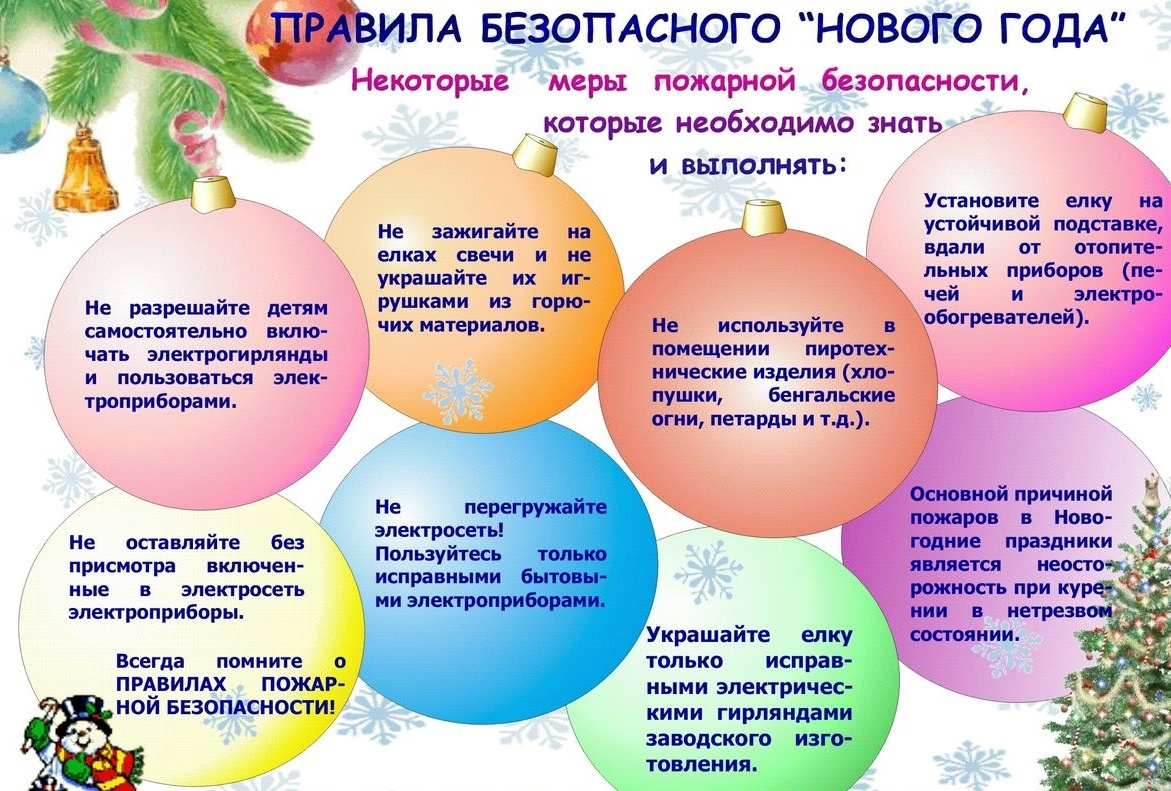 ПРАВИЛА БЕЗОПАСНОГО “НОВОГО ГОДА”
Некоторые меры пожарной безопасности,
которые необходимо знать
и выполнять:
Не разрешайте детям
самостоятельно вклю-
чать электрогирлянды
и пользоваться элек-
троприборами.
Не зажигайте на
елках свечи и не
украшайте их иг-
рушками из горю-
чих материалов.
Не используйте в
помещении пиротех-
нические изделия (хло-
пушки, бенгальские
огни, петарды и т.д.).
Установите елку на
устойчивой подставке,
вдали от отопите-
льных приборов (пе-
чей и электро-
обогревателей).
Не оставляйте без
присмотра включен-
ные в электросеть
электроприборы.
Всегда помните о
ПРАВИЛАХ ПОЖАР-
НОЙ БЕЗОПАСНОСТИ!
Не перегружайте
электросеть!
Пользуйтесь только
исправными бытовы-
ми электроприборами.
Украшайте елку
только исправ-
ными электричес-
кими гирляндами
заводского изго-
товления.
Основной причиной
пожаров в Ново-
годние праздники
является неосто-
рожность при куре-
нии в нетрезвом
состоянии.